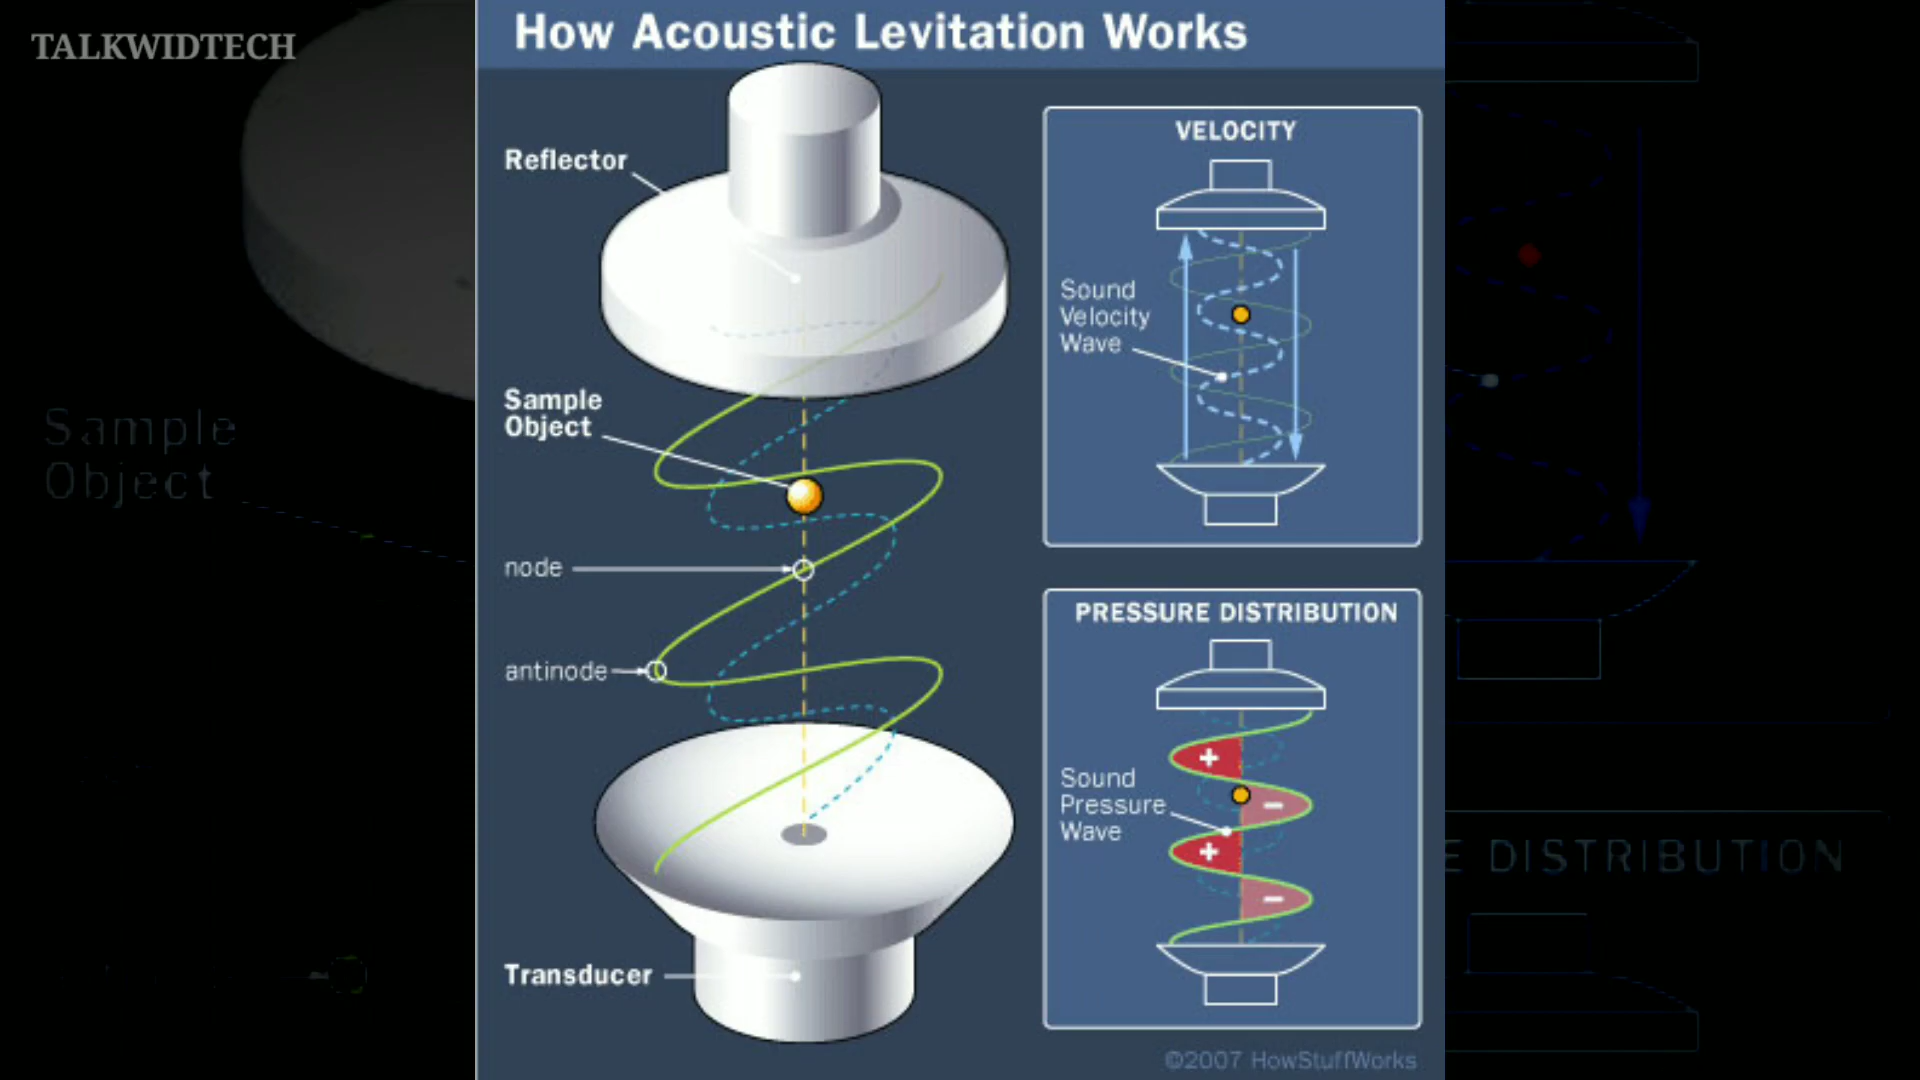 TALKWIDTECH
How Acoustic Levitation Works
Reflector
Sample
Object
node
antinode
Transducer
VELOCITY
Sound
Velocity
Wave
PRESSURE DISTRIBUTION
Sound
Pressure
Wave
+
−
+
−
©2007 HowStuffWorks
Sample
Object
E DISTRIBUTION